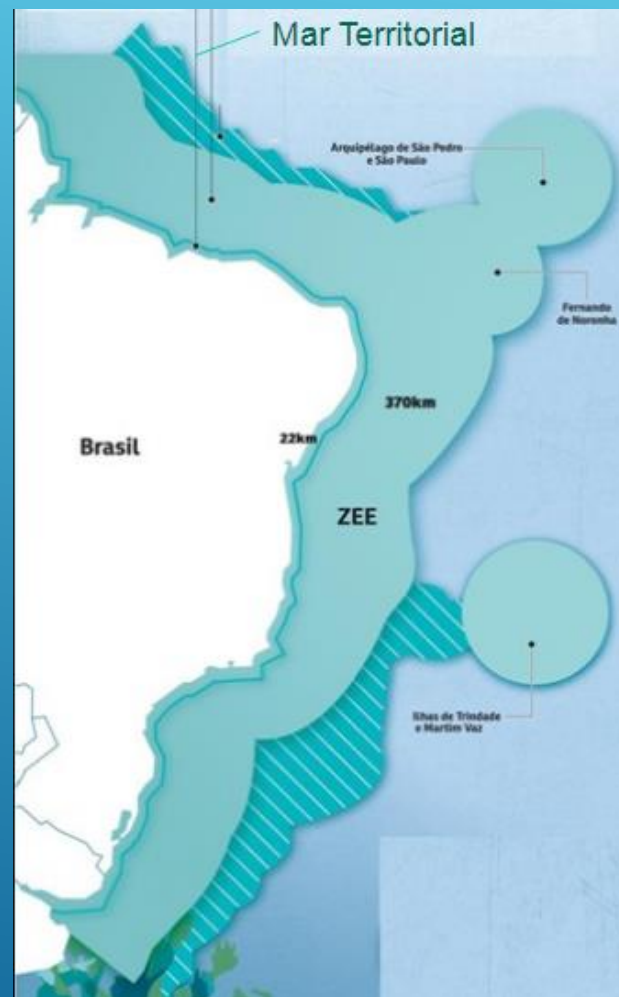 Mar Territorial
Arquipélago de São Pedro
e São Paulo
Fernando
de Noronha
370km
22km
Brasil
ZEE
Ilhas de Trindade
e Martim Vaz